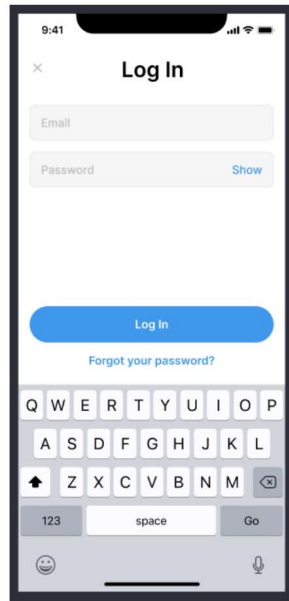 9:41
Log In
Email
Password Show
Log In
Forgot your password?
Q W E R T Y U I O P
A S D F G H J K L
Z X C V B N M
123 space Go